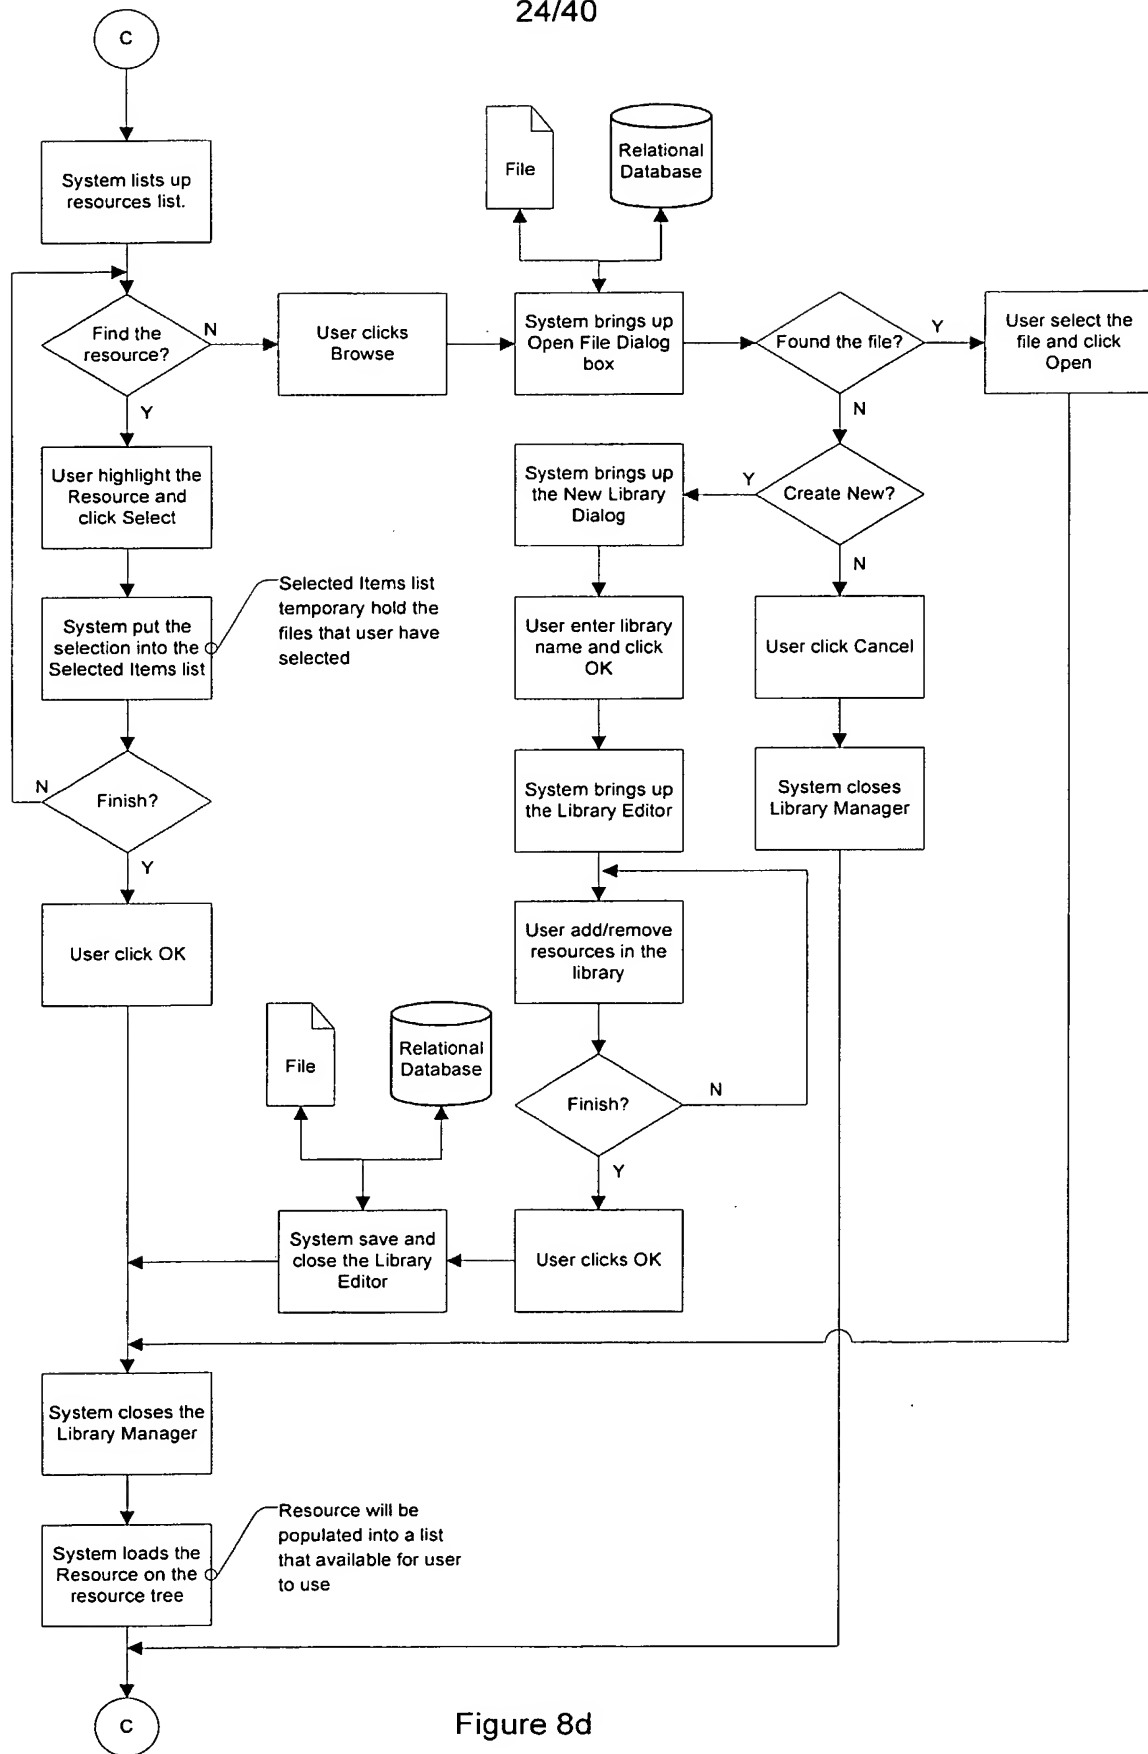 24/40
C
System lists up
resources list.
File
Relational
Database
Find the
resource?
N
Y
User clicks
Browse
System brings up
Open File Dialog
box
Found the file?
Y
N
User select the
file and click
Open
User highlight the
Resource and
click Select
System brings up
the New Library
Dialog
Y
Create New?
N
System put the
selection into the
Selected Items list
Selected Items list
temporary hold the
files that user have
selected
User enter library
name and click
OK
User click Cancel
N
Finish?
Y
System brings up
the Library Editor
System closes
Library Manager
User click OK
User add/remove
resources in the
library
File
Relational
Database
Finish?
N
Y
System save and
close the Library
Editor
User clicks OK
System closes the
Library Manager
System loads the
Resource on the
resource tree
Resource will be
populated into a list
that available for user
to use
C
Figure 8d